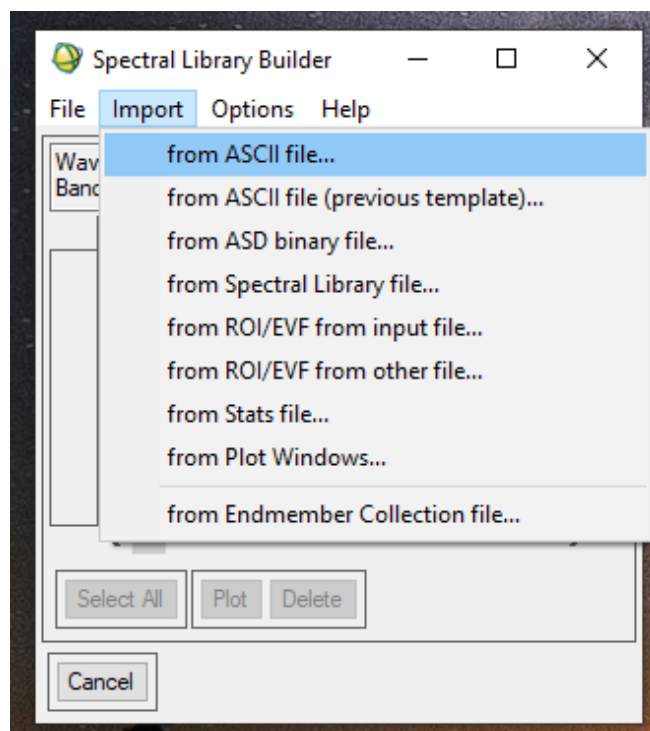 Spectral Library Builder
File Import Options Help
Wav
Band
from ASCII file...
from ASCII file (previous template)...
from ASD binary file...
from Spectral Library file...
from ROI/EVF from input file...
from ROI/EVF from other file...
from Stats file...
from Plot Windows...
from Endmember Collection file...
Select All Plot Delete
Cancel